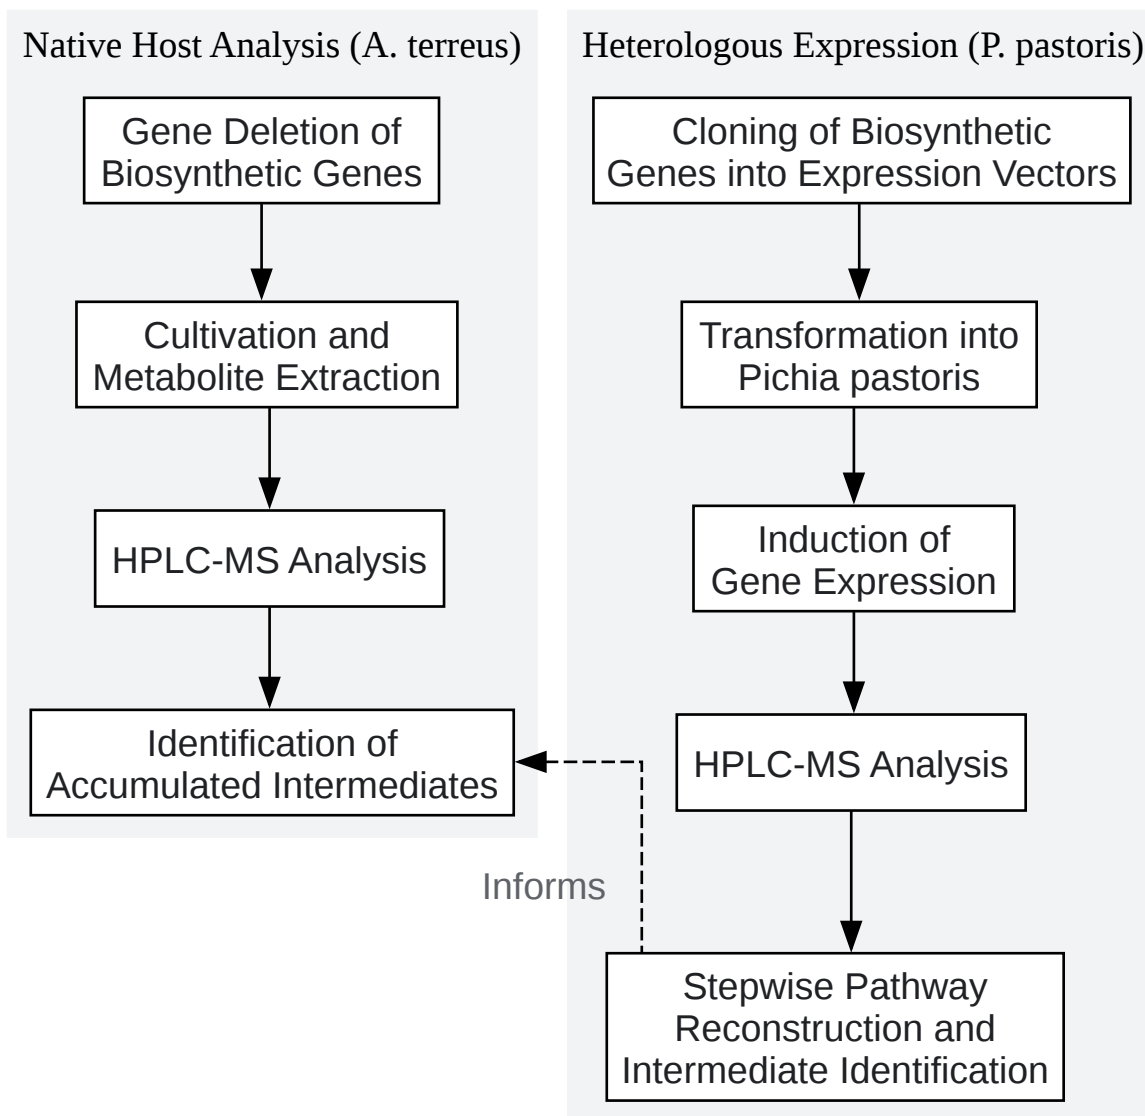 Native Host Analysis (A. terreus)
Gene Deletion of
Biosynthetic Genes
Cultivation and
Metabolite Extraction
HPLC-MS Analysis
Identification of
Accumulated Intermediates
Informs
Heterologous Expression (P. pastoris)
Cloning of Biosynthetic
Genes into Expression Vectors
Transformation into
Pichia pastoris
Induction of
Gene Expression
HPLC-MS Analysis
Stepwise Pathway
Reconstruction and
Intermediate Identification